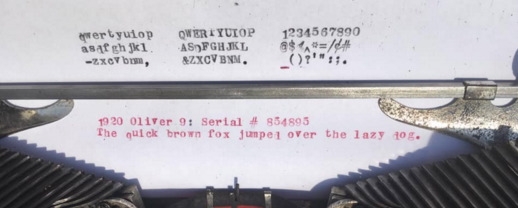 qwertyuiop QWERTYUIOP 1234567890
asdfghjkl ASDFGHJKL
-zxcvbnm, &ZXCVBNM. ()?'":;.
1920 Oliver 9: Serial # 854895
The quick brown fox jumped over the lazy dog.